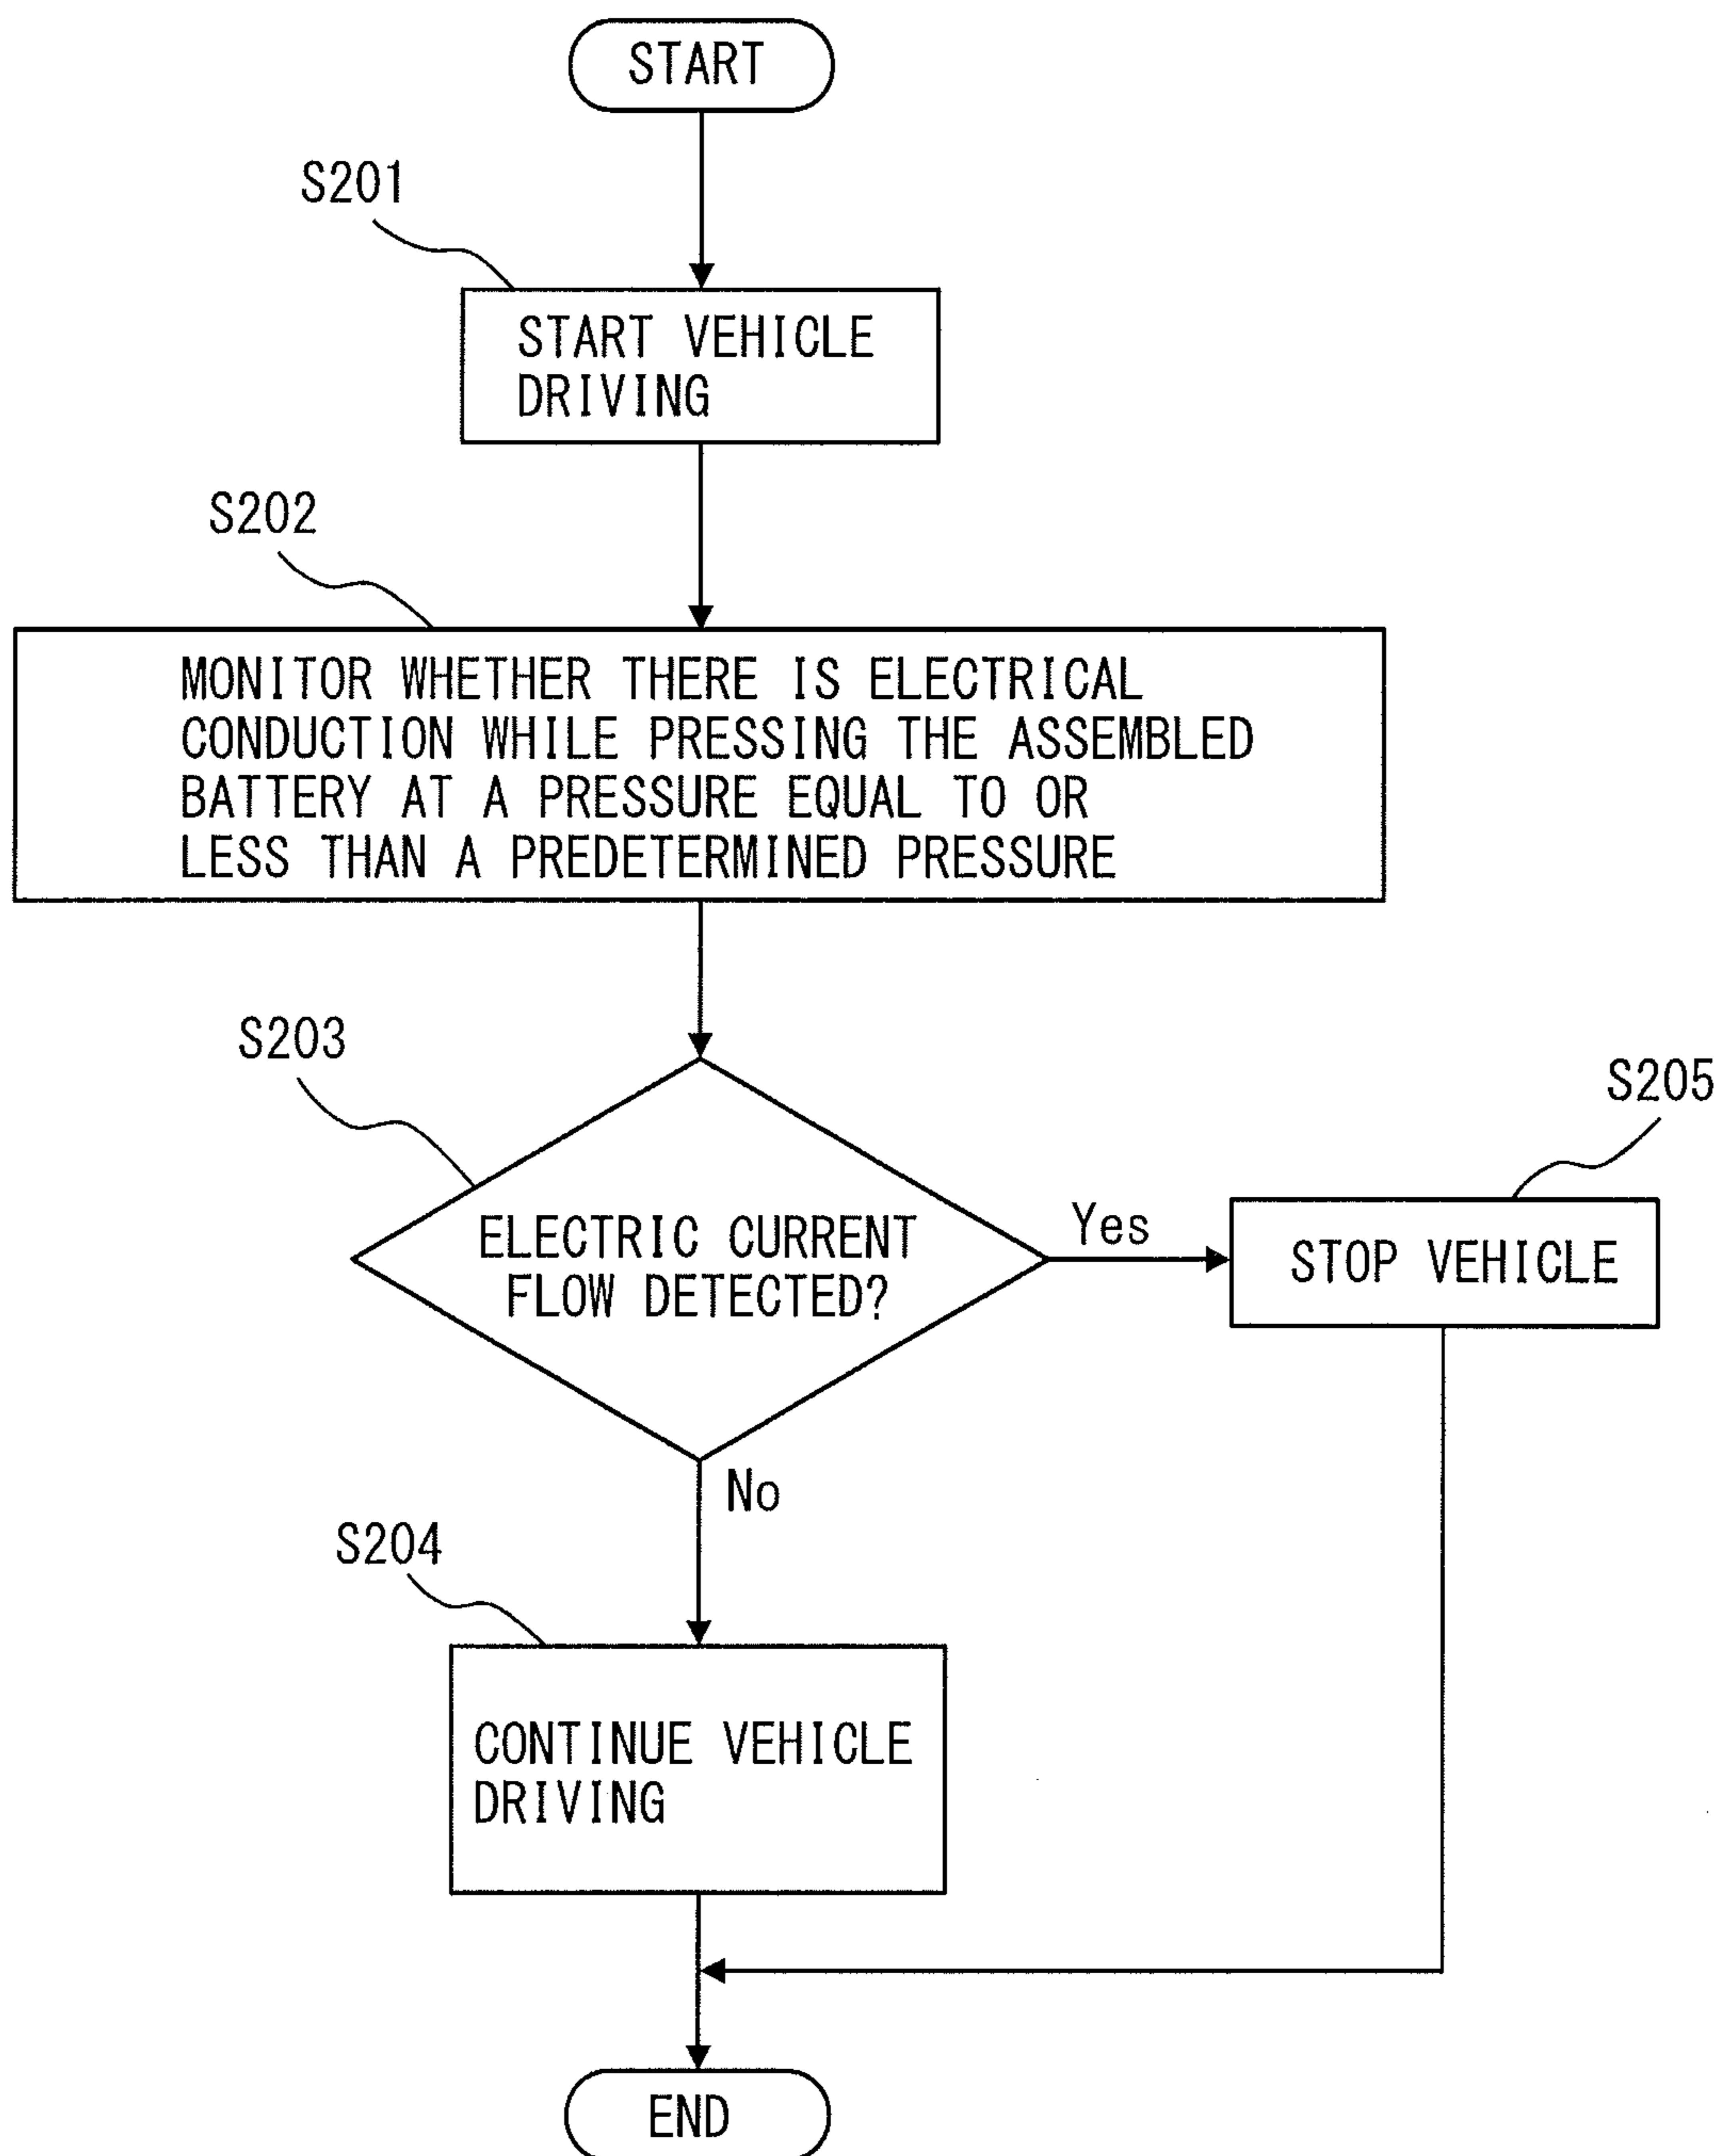 START
S201
START VEHICLE
DRIVING
S202
MONITOR WHETHER THERE IS ELECTRICAL
CONDUCTION WHILE PRESSING THE ASSEMBLED
BATTERY AT A PRESSURE EQUAL TO OR
LESS THAN A PREDETERMINED PRESSURE
S203
ELECTRIC CURRENT
FLOW DETECTED?
Yes
S205
STOP VEHICLE
No
S204
CONTINUE VEHICLE
DRIVING
END